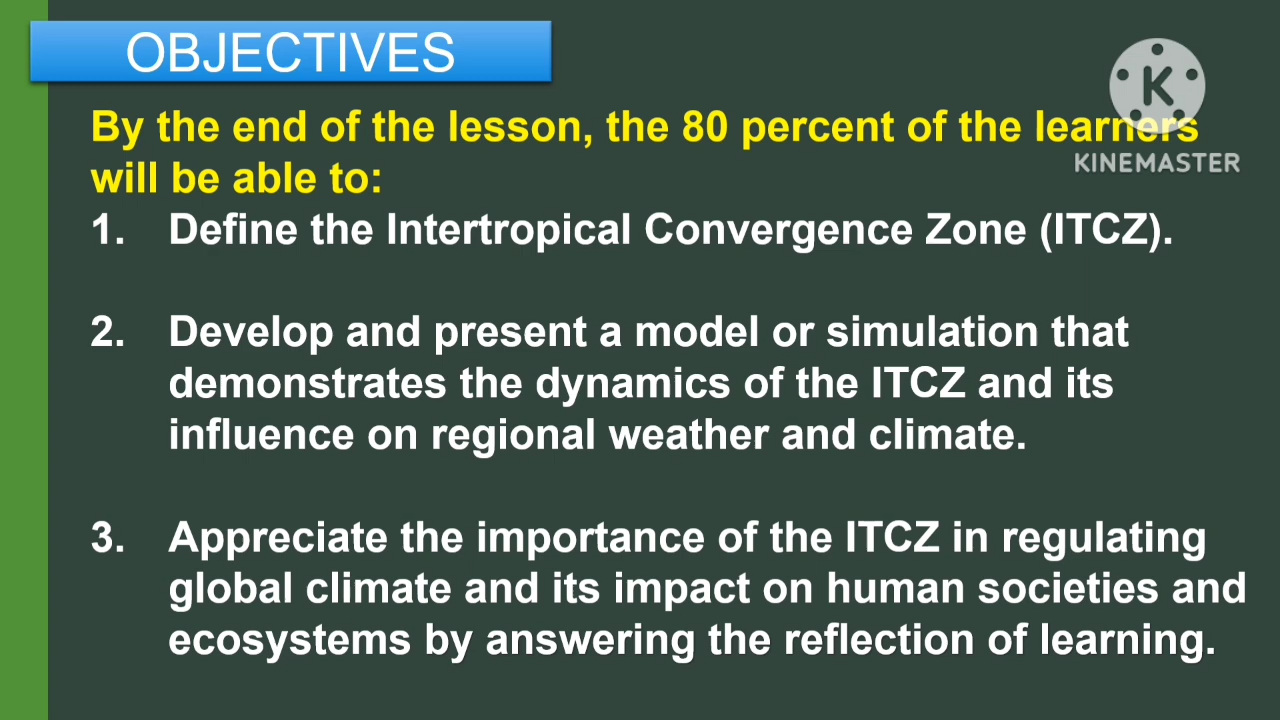 OBJECTIVES
By the end of the lesson, the 80 percent of the learners
will be able to:
1. Define the Intertropical Convergence Zone (ITCZ).
2. Develop and present a model or simulation that
demonstrates the dynamics of the ITCZ and its
influence on regional weather and climate.
3. Appreciate the importance of the ITCZ in regulating
global climate and its impact on human societies and
ecosystems by answering the reflection of learning.
K
KINEMASTER